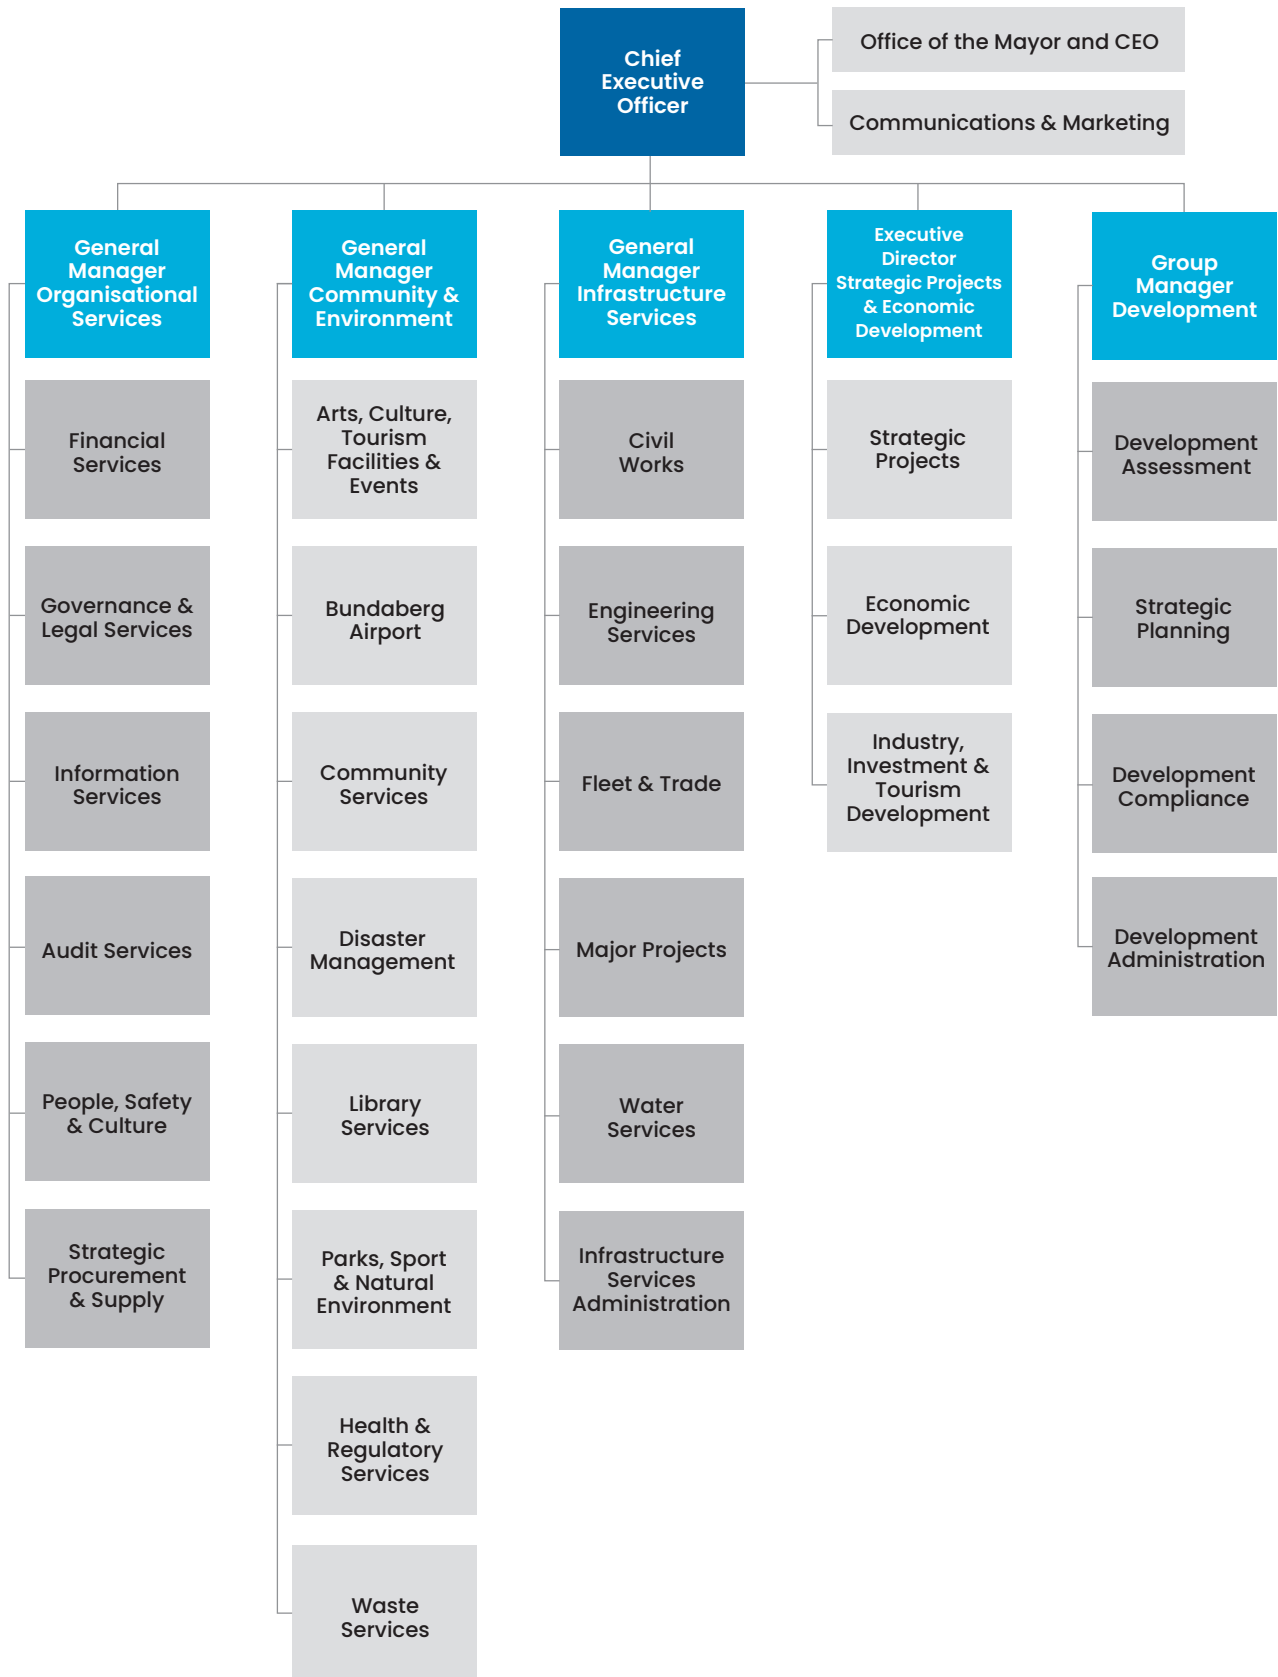 Chief
Executive
Officer
Office of the Mayor and CEO
Communications & Marketing
General
Manager
Organisational
Services
Financial
Services
Governance &
Legal Services
Information
Services
Audit Services
People, Safety
& Culture
Strategic
Procurement
& Supply
General
Manager
Community &
Environment
Arts, Culture,
Tourism
Facilities &
Events
Bundaberg
Airport
Community
Services
Disaster
Management
Library
Services
Parks, Sport
& Natural
Environment
Health &
Regulatory
Services
Waste
Services
General
Manager
Infrastructure
Services
Civil
Works
Engineering
Services
Fleet & Trade
Major Projects
Water
Services
Infrastructure
Services
Administration
Executive
Director
Strategic Projects
& Economic
Development
Strategic
Projects
Economic
Development
Industry,
Investment &
Tourism
Development
Group
Manager
Development
Development
Assessment
Strategic
Planning
Development
Compliance
Development
Administration